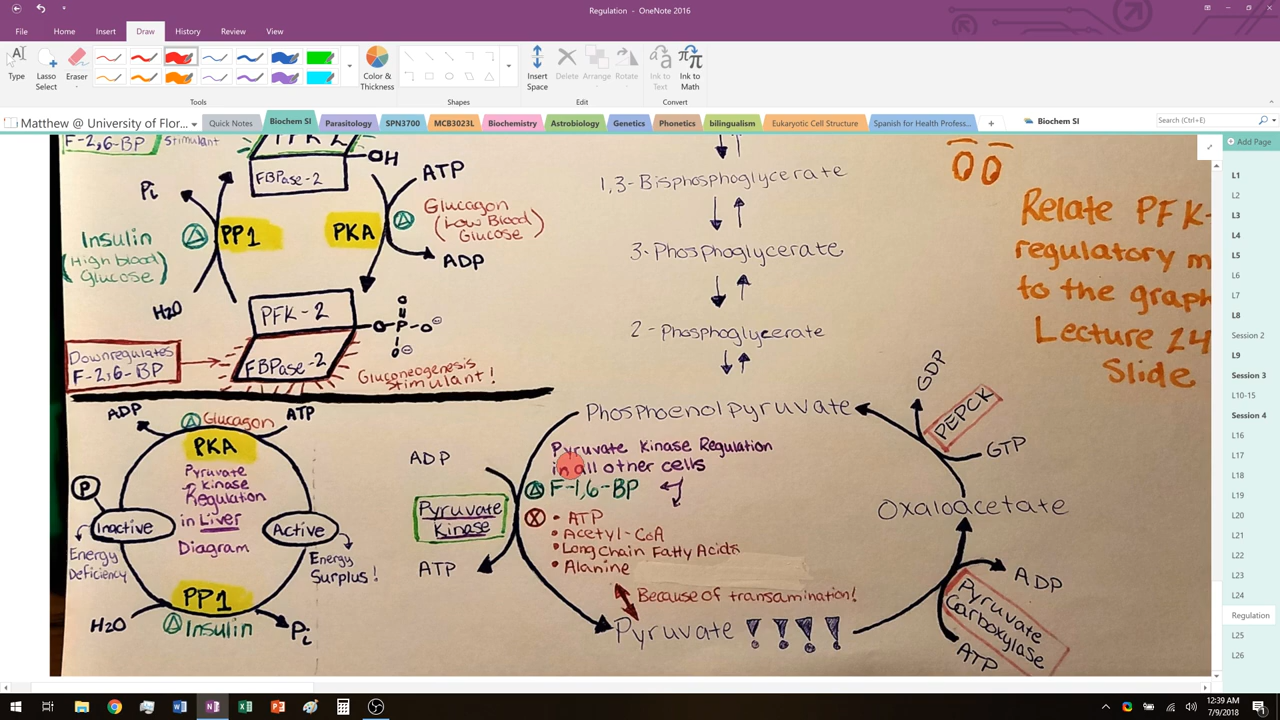 Regulation - OneNote 2016
File Home Insert Draw History Review View
Type
Lasso Select
Eraser
Color & Thickness
Insert Space
Delete
Arrange
Rotate
Ink to Text
Ink to Math
Tools
Shapes
Edit
Convert
Matthew @ University of Flor...
Quick Notes
Biochem SI
Parasitology
SPN3700
MCB3023L
Biochemistry
Astrobiology
Genetics
Phonetics
bilingualism
Eukaryotic Cell Structure
Spanish for Health Profess...
Biochem SI
Search (Ctrl+E)
Add Page
L1
L2
L3
L4
L5
L6
L7
L8
Session 2
L9
Session 3
L10-15
Session 4
L16
L17
L18
L19
L20
L21
L22
L23
L24
Regulation
L25
L26
F-2,6-BP
Stimulant
PFK-2
FBPase-2
OH
Pi
ATP
PP1
PKA
Glucagon
(Low Blood
Glucose)
Insulin
(High blood
Glucose)
ADP
H2O
PFK-2
FBPase-2
O-P-O
O
O
Downregulates
F-2,6-BP
Gluconeogenesis
stimulant!
1,3-Bisphosphoglycerate
3-Phosphoglycerate
2-Phosphoglycerate
Relate PFK-
regulatory m
to the graph
Lecture 24
Slide
ADP
Glucagon
ATP
PKA
Pyruvate
Kinase
Regulation
in Liver
Diagram
P
Inactive
Active
Energy
Deficiency
Energy
Surplus!
PP1
H2O
Insulin
Pi
Phosphoenolpyruvate
Pyruvate Kinase Regulation
in all other cells
F-1,6-BP
ADP
Pyruvate
Kinase
ATP
X
• ATP
• Acetyl-CoA
• Long Chain Fatty Acids
• Alanine
Because of transamination!
Pyruvate !!!!
GDP
PEPCK
GTP
Oxaloacetate
ADP
Pyruvate
Carboxylase
ATP
12:39 AM
7/9/2018